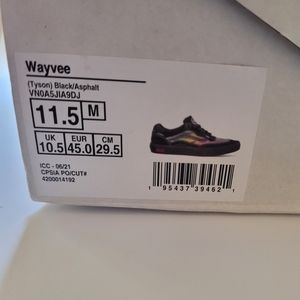 Wayvee
(Tyson) Black/Asphalt
VN0A5JIA9DJ
11.5 M
UK EUR CM
10.5 45.0 29.5
ICC - 06/21
CPSIA PO/CUT#
4200014192
1 95437 39462 1